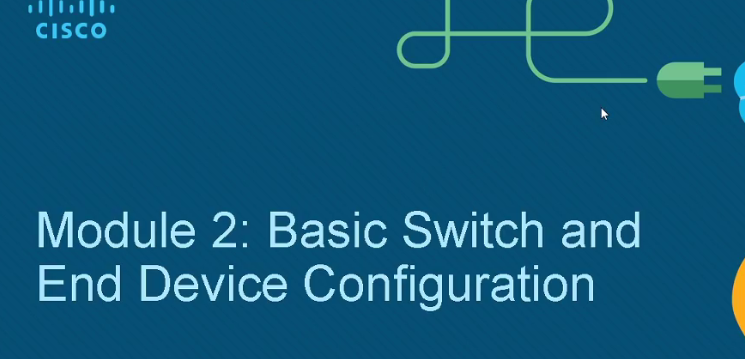 CISCO
Module 2: Basic Switch and
End Device Configuration